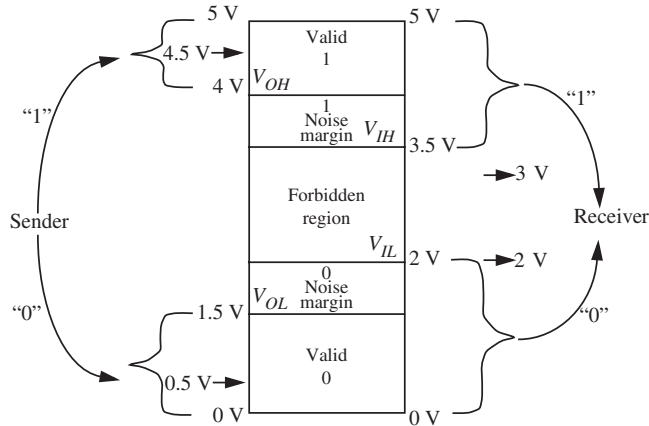 5 V
4.5 V
4 V
Valid
1
5 V
V_OH
1
Noise
margin
V_IH
3.5 V
"1"
"1"
3 V
Sender
Forbidden
region
Receiver
V_IL
2 V
2 V
0
Noise
margin
V_OL
1.5 V
"0"
"0"
Valid
0
0.5 V
0 V
0 V